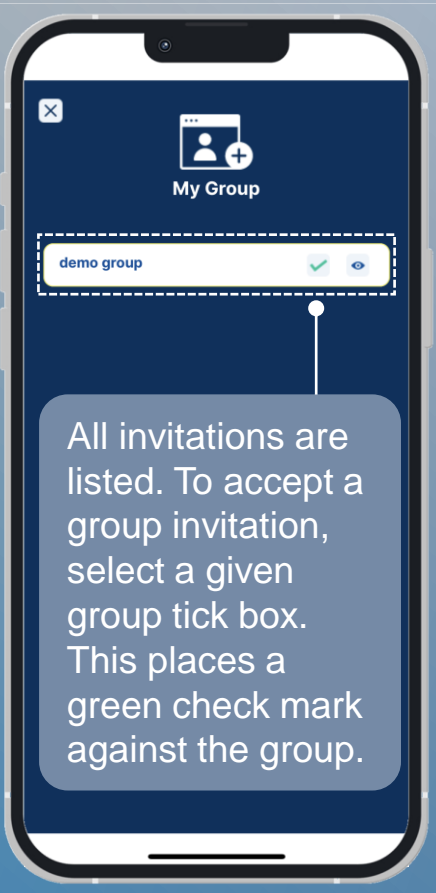 My Group
demo group
All invitations are
listed. To accept a
group invitation,
select a given
group tick box.
This places a
green check mark
against the group.